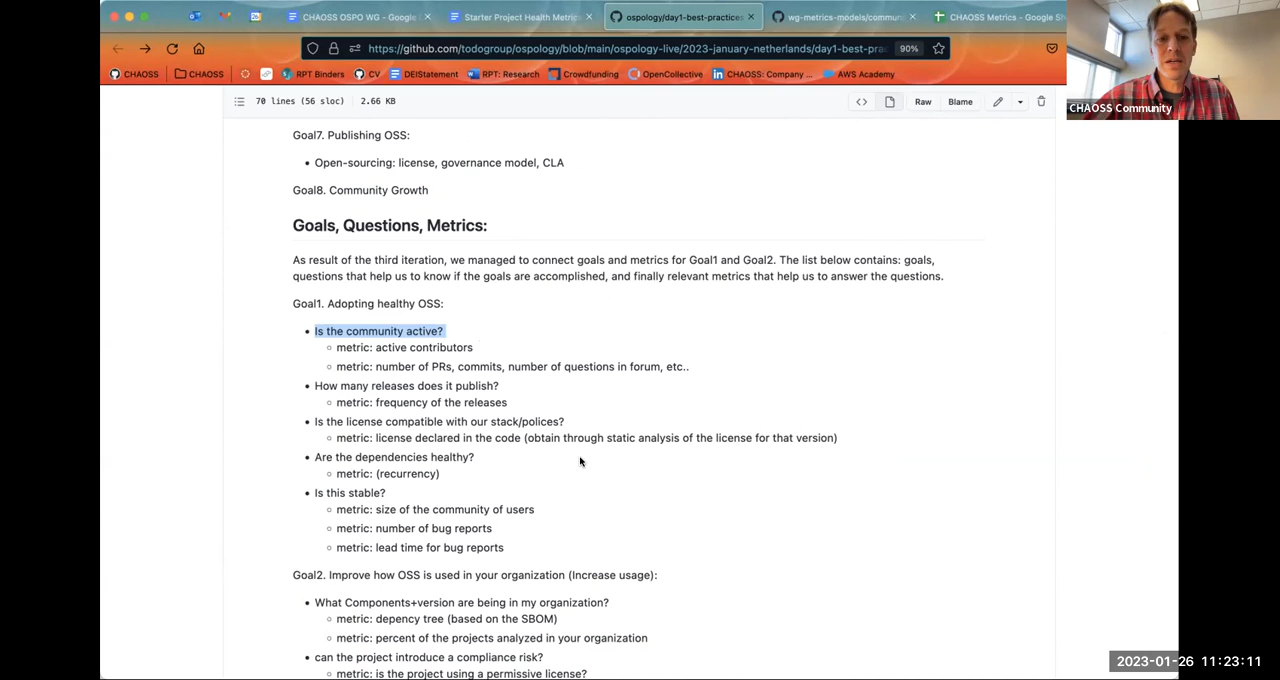 CHAOSS OSPO WG - Google
Starter Project Health Metrics
ospology/day1-best-practices
wg-metrics-models/commun
CHAOSS Metrics - Google Sh
https://github.com/todogroup/ospology/blob/main/ospology-live/2023-january-netherlands/day1-best-pra
90%
CHAOSS
CHAOSS
RPT Binders
CV
DEIStatement
RPT: Research
Crowdfunding
OpenCollective
CHAOSS: Company ...
AWS Academy
CHAOSS Community
70 lines (56 sloc) 2.66 KB
Raw
Blame
Goal7. Publishing OSS:
• Open-sourcing: license, governance model, CLA
Goal8. Community Growth
Goals, Questions, Metrics:
As result of the third iteration, we managed to connect goals and metrics for Goal1 and Goal2. The list below contains: goals,
questions that help us to know if the goals are accomplished, and finally relevant metrics that help us to answer the questions.
Goal1. Adopting healthy OSS:
• Is the community active?
◦ metric: active contributors
◦ metric: number of PRs, commits, number of questions in forum, etc..
• How many releases does it publish?
◦ metric: frequency of the releases
• Is the license compatible with our stack/polices?
◦ metric: license declared in the code (obtain through static analysis of the license for that version)
• Are the dependencies healthy?
◦ metric: (recurrency)
• Is this stable?
◦ metric: size of the community of users
◦ metric: number of bug reports
◦ metric: lead time for bug reports
Goal2. Improve how OSS is used in your organization (Increase usage):
• What Components+version are being in my organization?
◦ metric: depency tree (based on the SBOM)
◦ metric: percent of the projects analyzed in your organization
• can the project introduce a compliance risk?
◦ metric: is the project using a permissive license?
2023-01-26 11:23:11